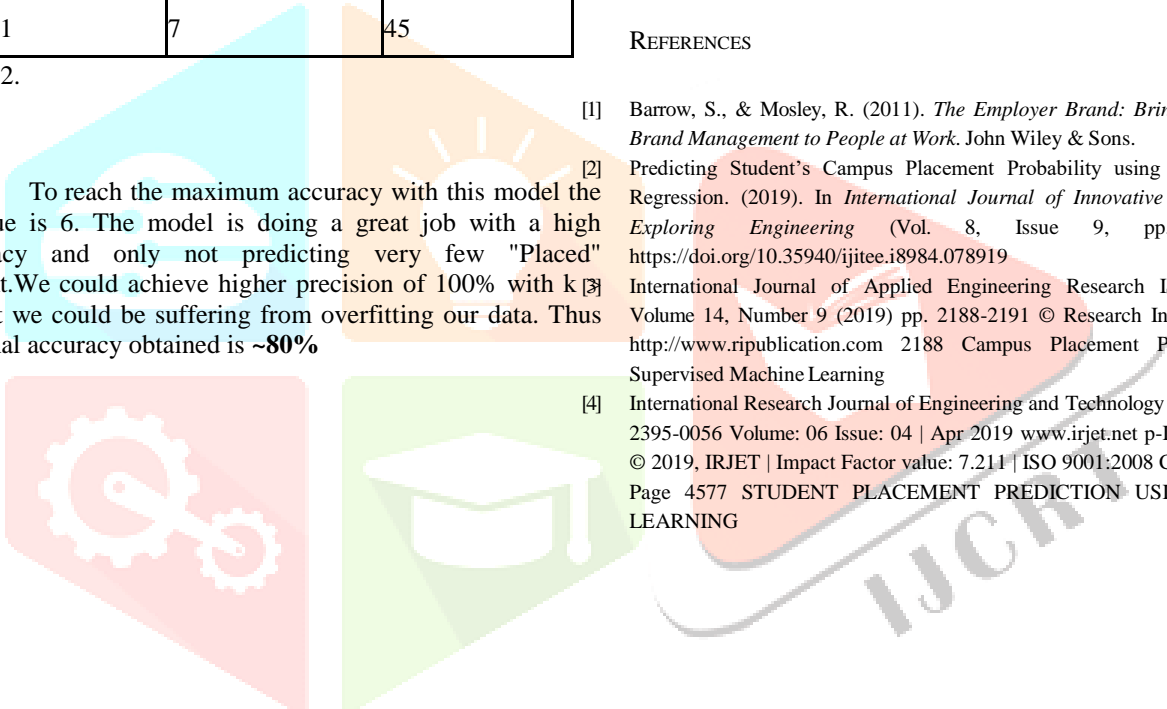 1 7 45
2.
To reach the maximum accuracy with this model the
is 6. The model is doing a great job with a high
and only not predicting very few "Placed"
We could achieve higher precision of 100% with k
we could be suffering from overfitting our data. Thus
accuracy obtained is ~80%
REFERENCES
[1] Barrow, S., & Mosley, R. (2011). The Employer Brand:
Brand Management to People at Work. John Wiley & Sons.
[2] Predicting Student's Campus Placement Probability using
Regression. (2019). In International Journal of Innovative
Exploring Engineering (Vol. 8, Issue 9, pp.
https://doi.org/10.35940/ijitee.i8984.078919
[3] International Journal of Applied Engineering Research
Volume 14, Number 9 (2019) pp. 2188-2191 © Research
http://www.ripublication.com 2188 Campus Placement
Supervised Machine Learning
[4] International Research Journal of Engineering and Technology
2395-0056 Volume: 06 Issue: 04 | Apr 2019 www.irjet.net
© 2019, IRJET | Impact Factor value: 7.211 | ISO 9001:2008
Page 4577 STUDENT PLACEMENT PREDICTION
LEARNING
IJCRT